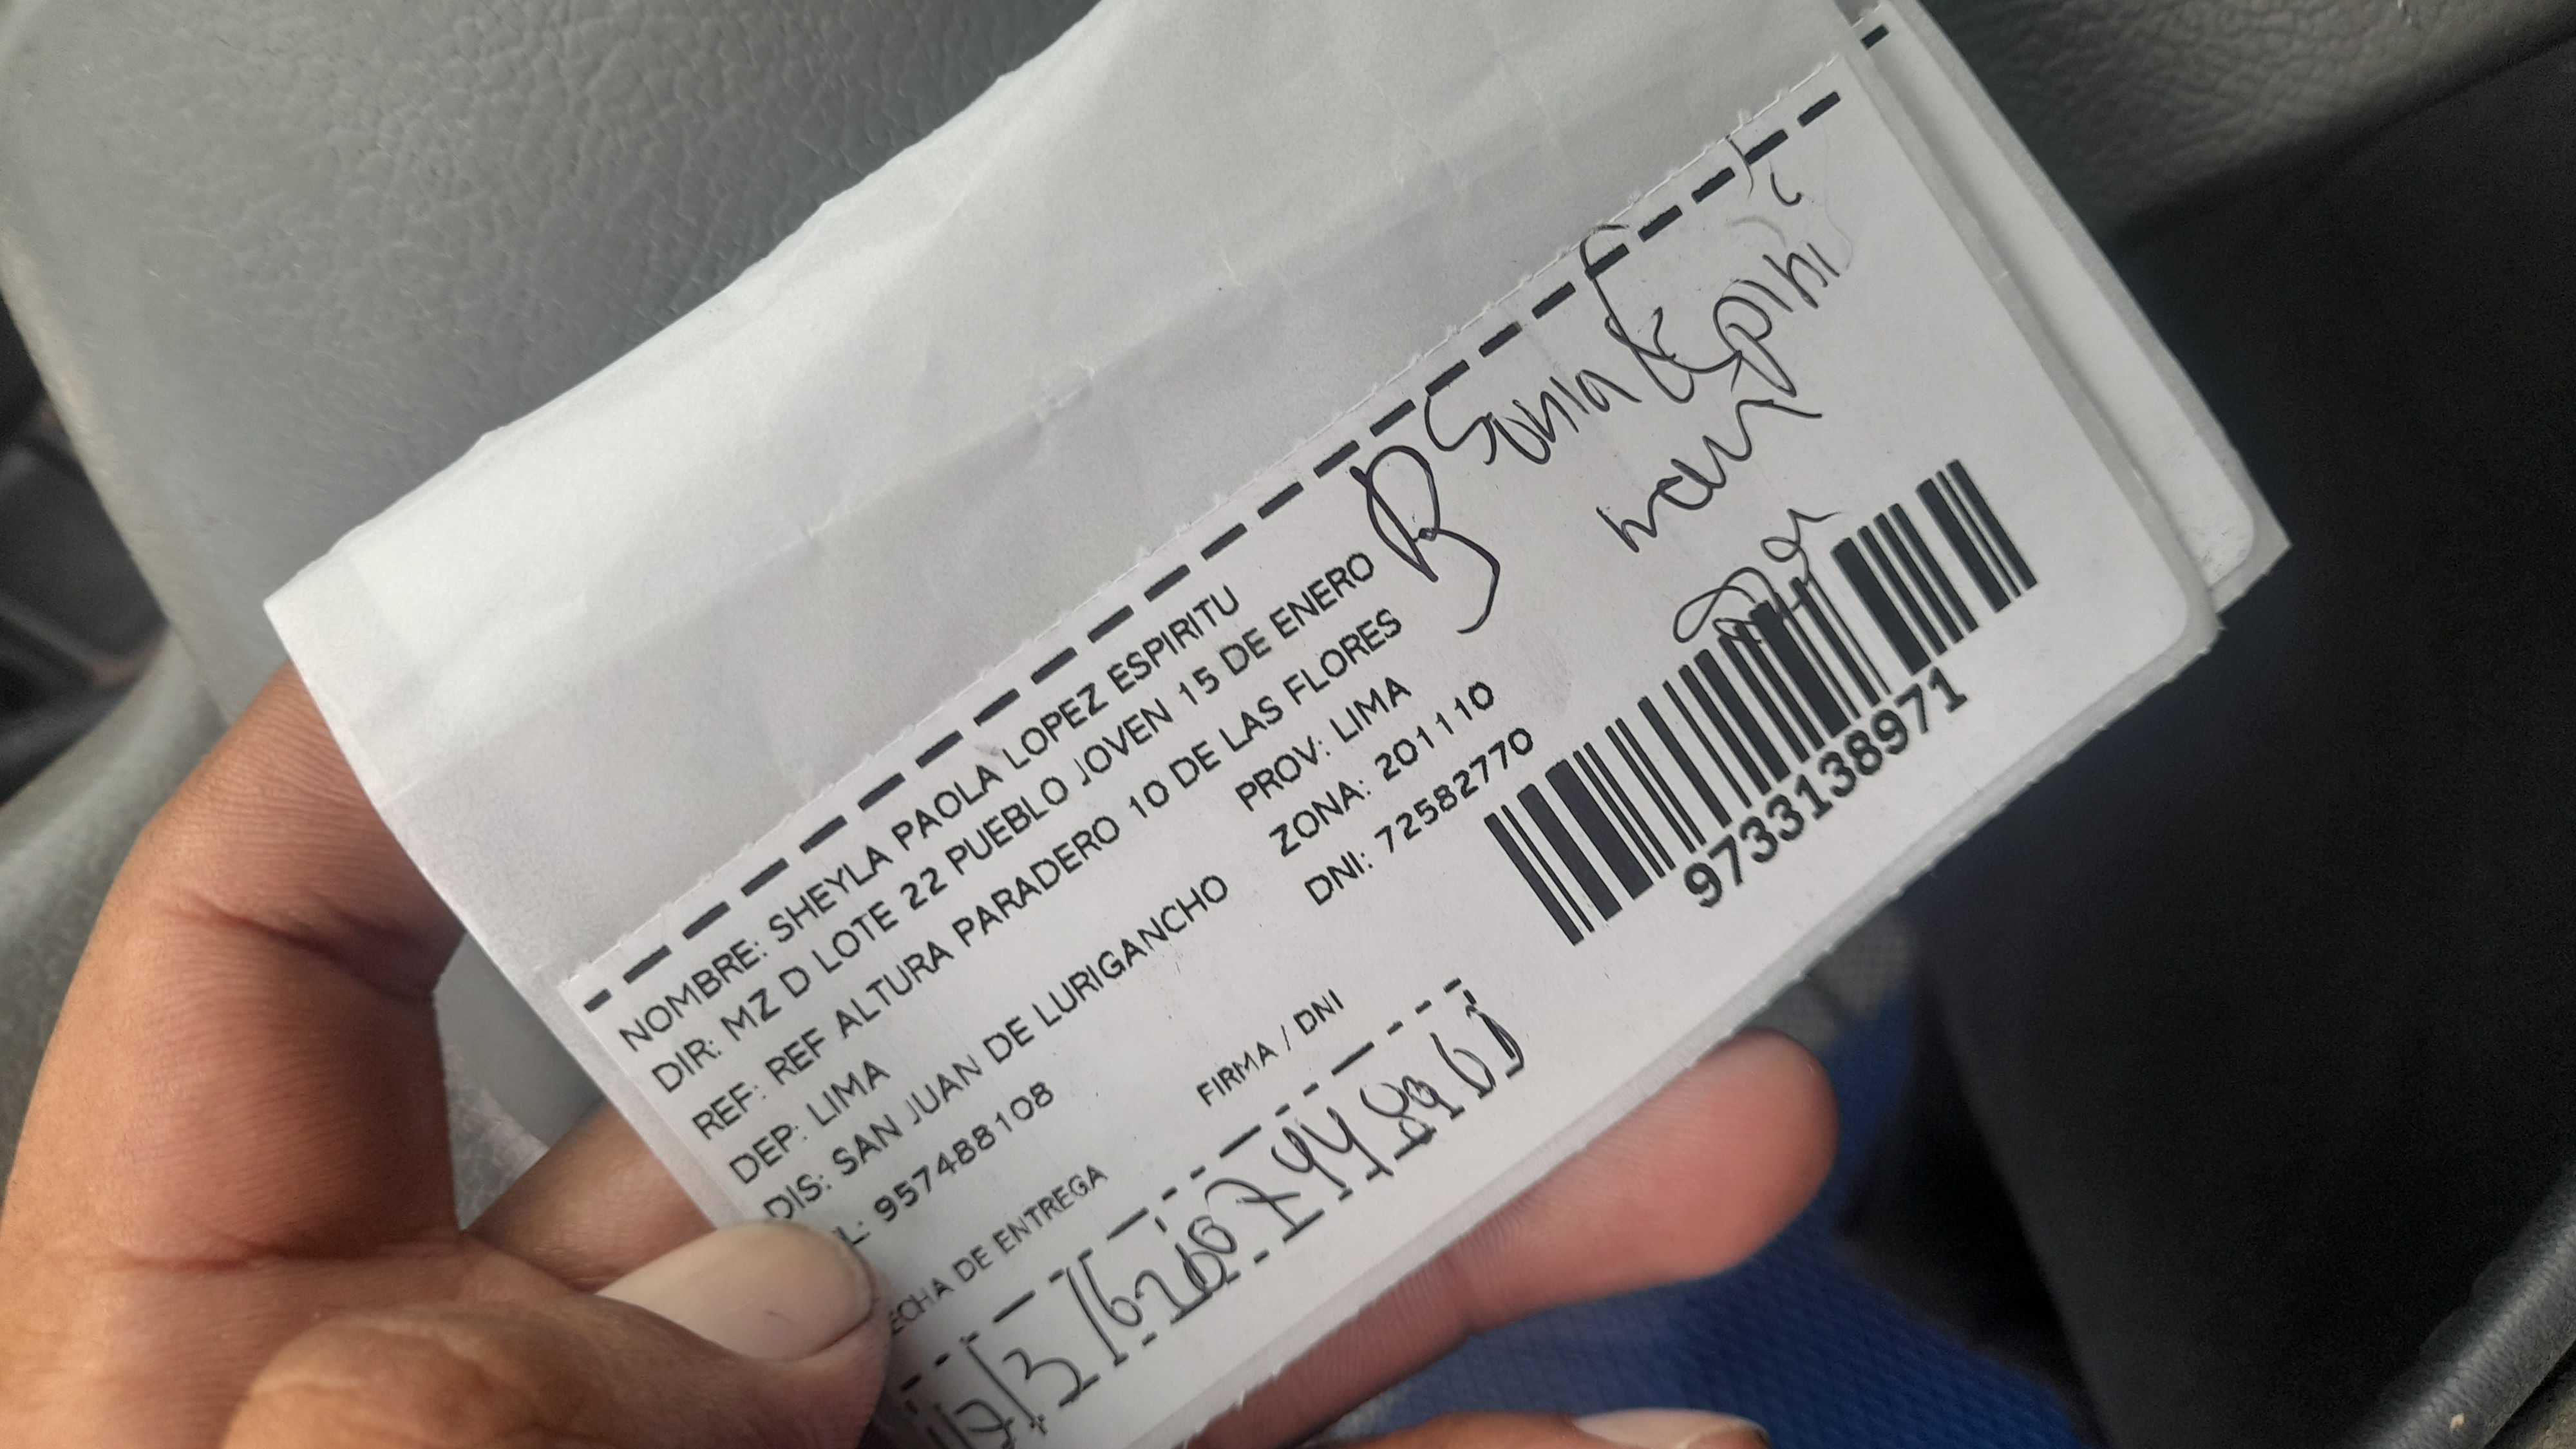 NOMBRE: SHEYLA PAOLA LOPEZ ESPIRITU
DIR: MZ D LOTE 22 PUEBLO JOVEN 15 DE ENERO
REF: REF ALTURA PARADERO 10 DE LAS FLORES
DEP: LIMA PROV: LIMA
DIS: SAN JUAN DE LURIGANCHO ZONA: 201110
L: 957488108 DNI: 72582770
ECHA DE ENTREGA FIRMA / DNI
Sonia
9733138971